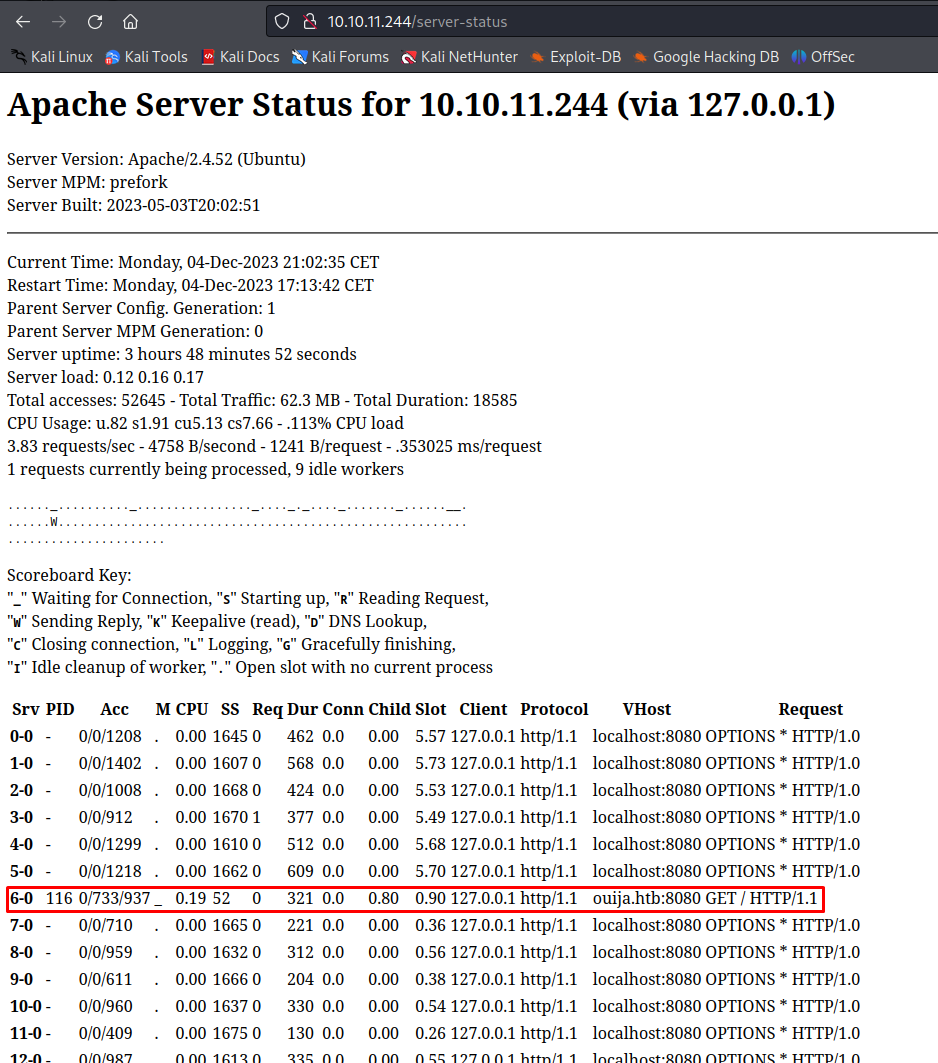 10.10.11.244/server-status
Kali Linux Kali Tools Kali Docs Kali Forums Kali NetHunter Exploit-DB Google Hacking DB OffSec
Apache Server Status for 10.10.11.244 (via 127.0.0.1)
Server Version: Apache/2.4.52 (Ubuntu)
Server MPM: prefork
Server Built: 2023-05-03T20:02:51
Current Time: Monday, 04-Dec-2023 21:02:35 CET
Restart Time: Monday, 04-Dec-2023 17:13:42 CET
Parent Server Config. Generation: 1
Parent Server MPM Generation: 0
Server uptime: 3 hours 48 minutes 52 seconds
Server load: 0.12 0.16 0.17
Total accesses: 52645 - Total Traffic: 62.3 MB - Total Duration: 18585
CPU Usage: u.82 s1.91 cu5.13 cs7.66 - .113% CPU load
3.83 requests/sec - 4758 B/second - 1241 B/request - .353025 ms/request
1 requests currently being processed, 9 idle workers
......_.........._................_...._._...._......._......__.
......W.........................................................
......................
Scoreboard Key:
"_" Waiting for Connection, "S" Starting up, "R" Reading Request,
"W" Sending Reply, "K" Keepalive (read), "D" DNS Lookup,
"C" Closing connection, "L" Logging, "G" Gracefully finishing,
"I" Idle cleanup of worker, "." Open slot with no current process
Srv PID Acc M CPU SS Req Dur Conn Child Slot Client Protocol VHost Request
0-0 - 0/0/1208 . 0.00 1645 0 462 0.0 0.00 5.57 127.0.0.1 http/1.1 localhost:8080 OPTIONS * HTTP/1.0
1-0 - 0/0/1402 . 0.00 1607 0 568 0.0 0.00 5.73 127.0.0.1 http/1.1 localhost:8080 OPTIONS * HTTP/1.0
2-0 - 0/0/1008 . 0.00 1668 0 424 0.0 0.00 5.53 127.0.0.1 http/1.1 localhost:8080 OPTIONS * HTTP/1.0
3-0 - 0/0/912 . 0.00 1670 1 377 0.0 0.00 5.49 127.0.0.1 http/1.1 localhost:8080 OPTIONS * HTTP/1.0
4-0 - 0/0/1299 . 0.00 1610 0 512 0.0 0.00 5.68 127.0.0.1 http/1.1 localhost:8080 OPTIONS * HTTP/1.0
5-0 - 0/0/1218 . 0.00 1662 0 609 0.0 0.00 5.70 127.0.0.1 http/1.1 localhost:8080 OPTIONS * HTTP/1.0
6-0 116 0/733/937 _ 0.19 52 0 321 0.0 0.80 0.90 127.0.0.1 http/1.1 ouija.htb:8080 GET / HTTP/1.1
7-0 - 0/0/710 . 0.00 1665 0 221 0.0 0.00 0.36 127.0.0.1 http/1.1 localhost:8080 OPTIONS * HTTP/1.0
8-0 - 0/0/959 . 0.00 1632 0 312 0.0 0.00 0.56 127.0.0.1 http/1.1 localhost:8080 OPTIONS * HTTP/1.0
9-0 - 0/0/611 . 0.00 1666 0 204 0.0 0.00 0.38 127.0.0.1 http/1.1 localhost:8080 OPTIONS * HTTP/1.0
10-0 - 0/0/960 . 0.00 1637 0 330 0.0 0.00 0.54 127.0.0.1 http/1.1 localhost:8080 OPTIONS * HTTP/1.0
11-0 - 0/0/409 . 0.00 1675 0 130 0.0 0.00 0.26 127.0.0.1 http/1.1 localhost:8080 OPTIONS * HTTP/1.0
12-0 - 0/0/987 . 0.00 1613 0 335 0.0 0.00 0.55 127.0.0.1 http/1.1 localhost:8080 OPTIONS * HTTP/1.0